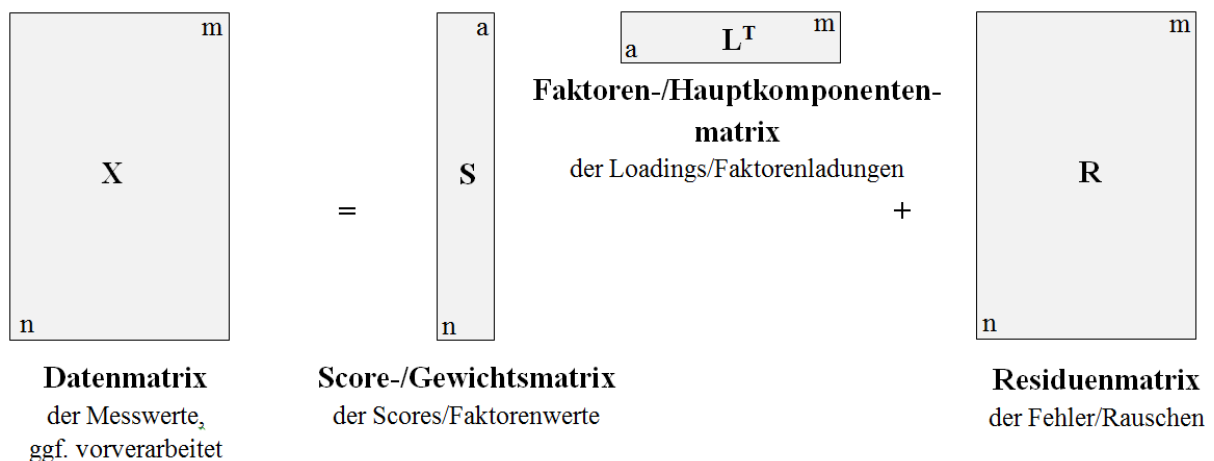 m
X
n
Datenmatrix
der Messwerte,
ggf. vorverarbeitet
=
a
S
n
Score-/Gewichtsmatrix
der Scores/Faktorenwerte
a L^T m
Faktoren-/Hauptkomponenten-
matrix
der Loadings/Faktorenladungen
+
m
R
n
Residuenmatrix
der Fehler/Rauschen